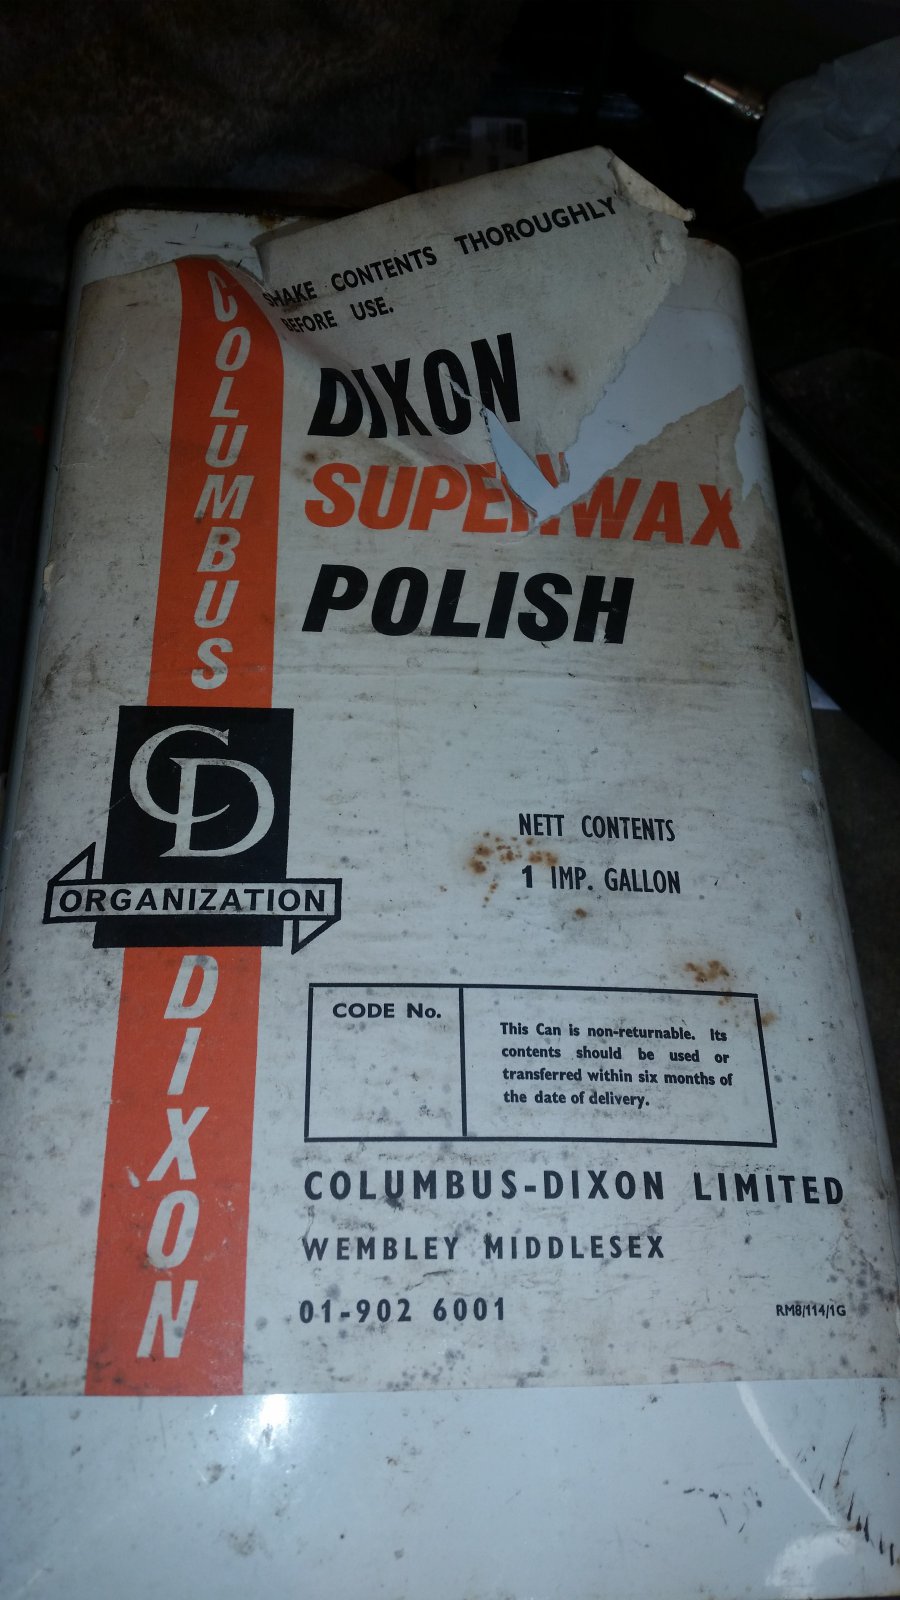 SHAKE CONTENTS THOROUGHLY
BEFORE USE.
COLUMBUS
DIXON
SUPERWAX
POLISH
CD
ORGANIZATION
DIXON
NETT CONTENTS
1 IMP. GALLON
CODE No.
This Can is non-returnable. Its
contents should be used or
transferred within six months of
the date of delivery.
COLUMBUS-DIXON LIMITED
WEMBLEY MIDDLESEX
01-902 6001
RM8/114/1G